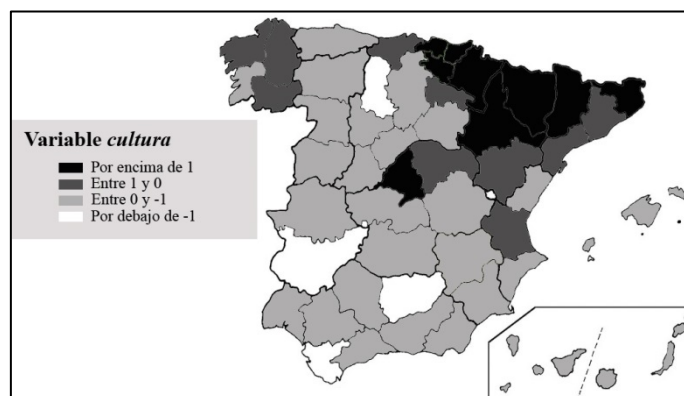 Variable cultura
Por encima de 1
Entre 1 y 0
Entre 0 y -1
Por debajo de -1